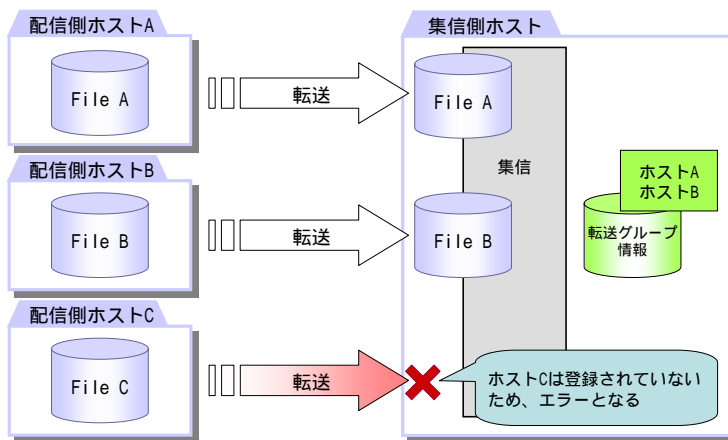 配信側ホストA
File A
転送
集信側ホスト
File A
集信
ホストA
ホストB
転送グループ
情報
配信側ホストB
File B
転送
File B
配信側ホストC
File C
転送
ホストCは登録されていない
ため、エラーとなる